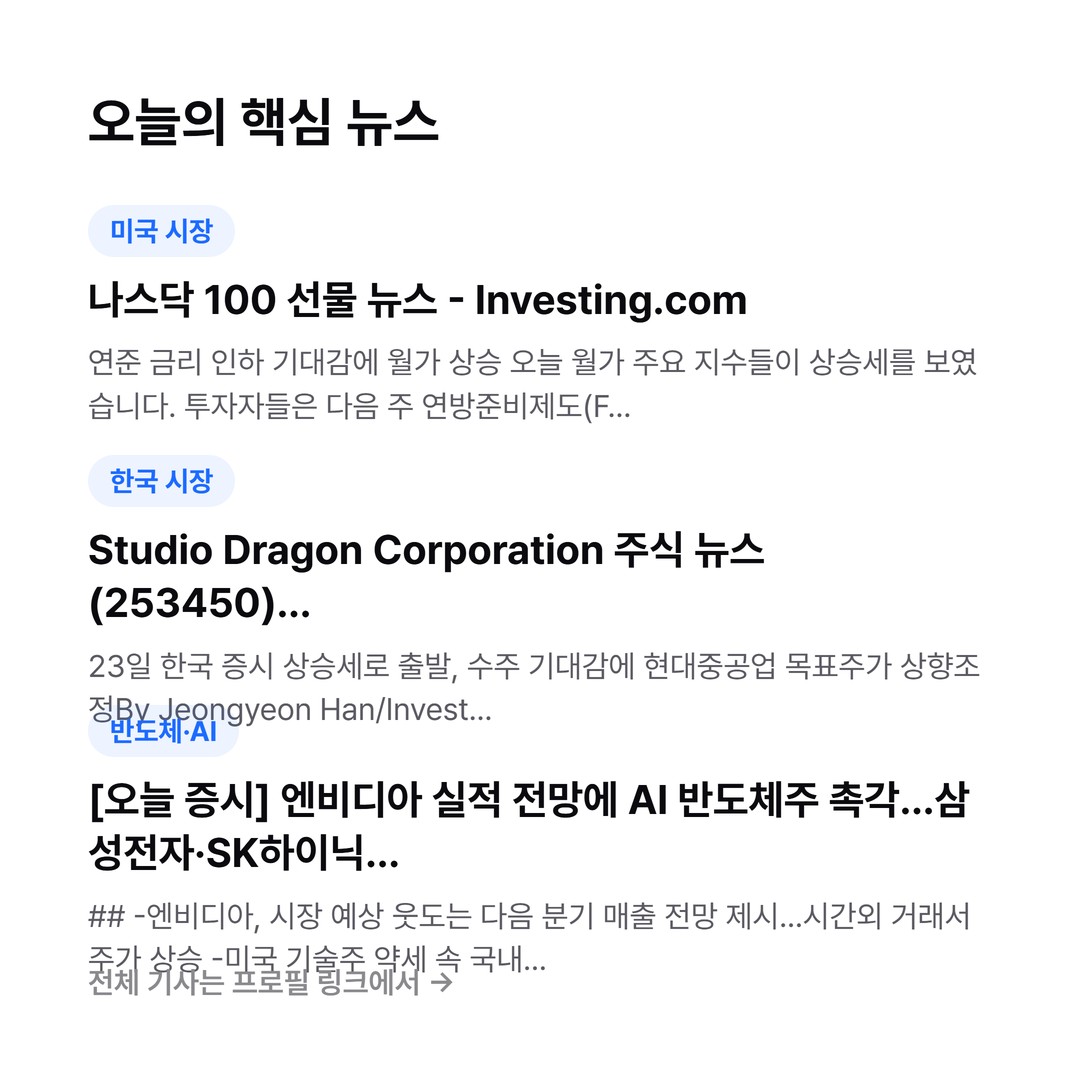 오늘의 핵심 뉴스
미국 시장
나스닥 100 선물 뉴스 - Investing.com
연준 금리 인하 기대감에 월가 상승 오늘 월가 주요 지수들이 상승세를 보였
습니다. 투자자들은 다음 주 연방준비제도(F...
한국 시장
Studio Dragon Corporation 주식 뉴스
(253450)...
23일 한국 증시 상승세로 출발, 수주 기대감에 현대중공업 목표주가 상향조
정By Jeongyeon Han/Invest...
반도체·AI
[오늘 증시] 엔비디아 실적 전망에 AI 반도체주 촉각...삼
성전자·SK하이닉...
## -엔비디아, 시장 예상 웃도는 다음 분기 매출 전망 제시...시간외 거래서
주가 상승 -미국 기술주 약세 속 국내...
전체 기사는 프로필 링크에서 →